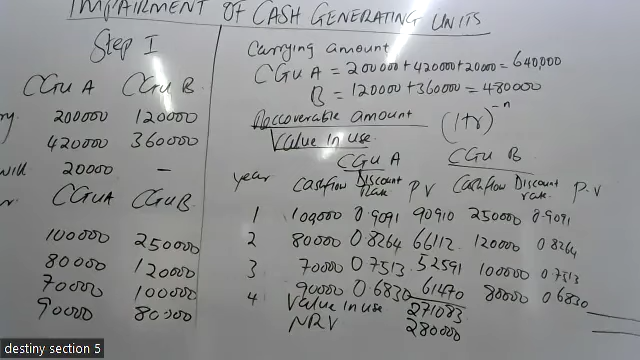 IMPAIRMENT OF CASH GENERATING UNITS
Step I
CGU A CGU B
200000 120000
420000 360000
will 20000 —
CGUA CGUB
100000 250000
80000 120000
70000 100000
90000 80000
Carrying amount
CGU A = 200000 + 420000 + 20000 = 640,000
B = 120000 + 360000 = 480000
Recoverable amount (1+r)⁻ⁿ
Value in use
CGU A CGU B
year Cashflow Discount rate P V Cashflow Discount rate P.V
1 100000 0.9091 90910 250000 0.9091
2 80000 0.8264 66112 120000 0.8264
3 70000 0.7513 52591 100000 0.7513
4 90000 0.6830 61470 80000 0.6830
Value in use 271083
NRV 280000
destiny section 5